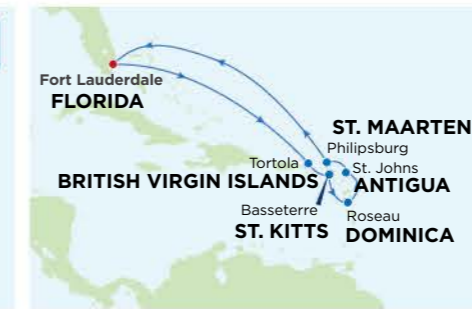 Fort Lauderdale
FLORIDA
ST. MAARTEN
Philipsburg
Tortola
St. Johns
BRITISH VIRGIN ISLANDS
ANTIGUA
Basseterre
Roseau
ST. KITTS
DOMINICA